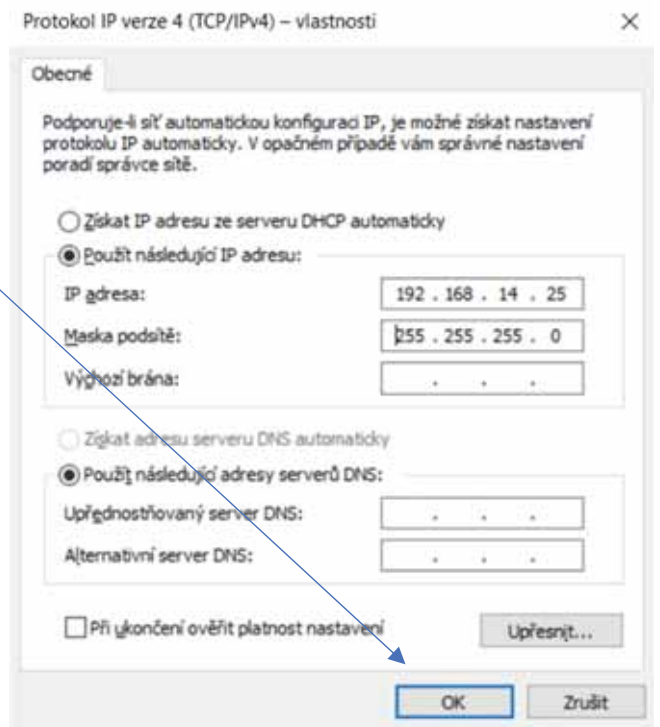 Protokol IP verze 4 (TCP/IPv4) – vlastnosti
Obecné
Podporuje-li síť automatickou konfiguraci IP, je možné získat nastavení
protokolu IP automaticky. V opačném případě vám správné nastavení
poradí správce sítě.
Získat IP adresu ze serveru DHCP automaticky
Použít následující IP adresu:
IP adresa: 192 . 168 . 14 . 25
Maska podsítě: 255 . 255 . 255 . 0
Výchozí brána: . . .
Získat adresu serveru DNS automaticky
Použít následující adresy serverů DNS:
Upřednostňovaný server DNS: . . .
Alternativní server DNS: . . .
Při ukončení ověřit platnost nastavení Upřesnit...
OK Zrušit